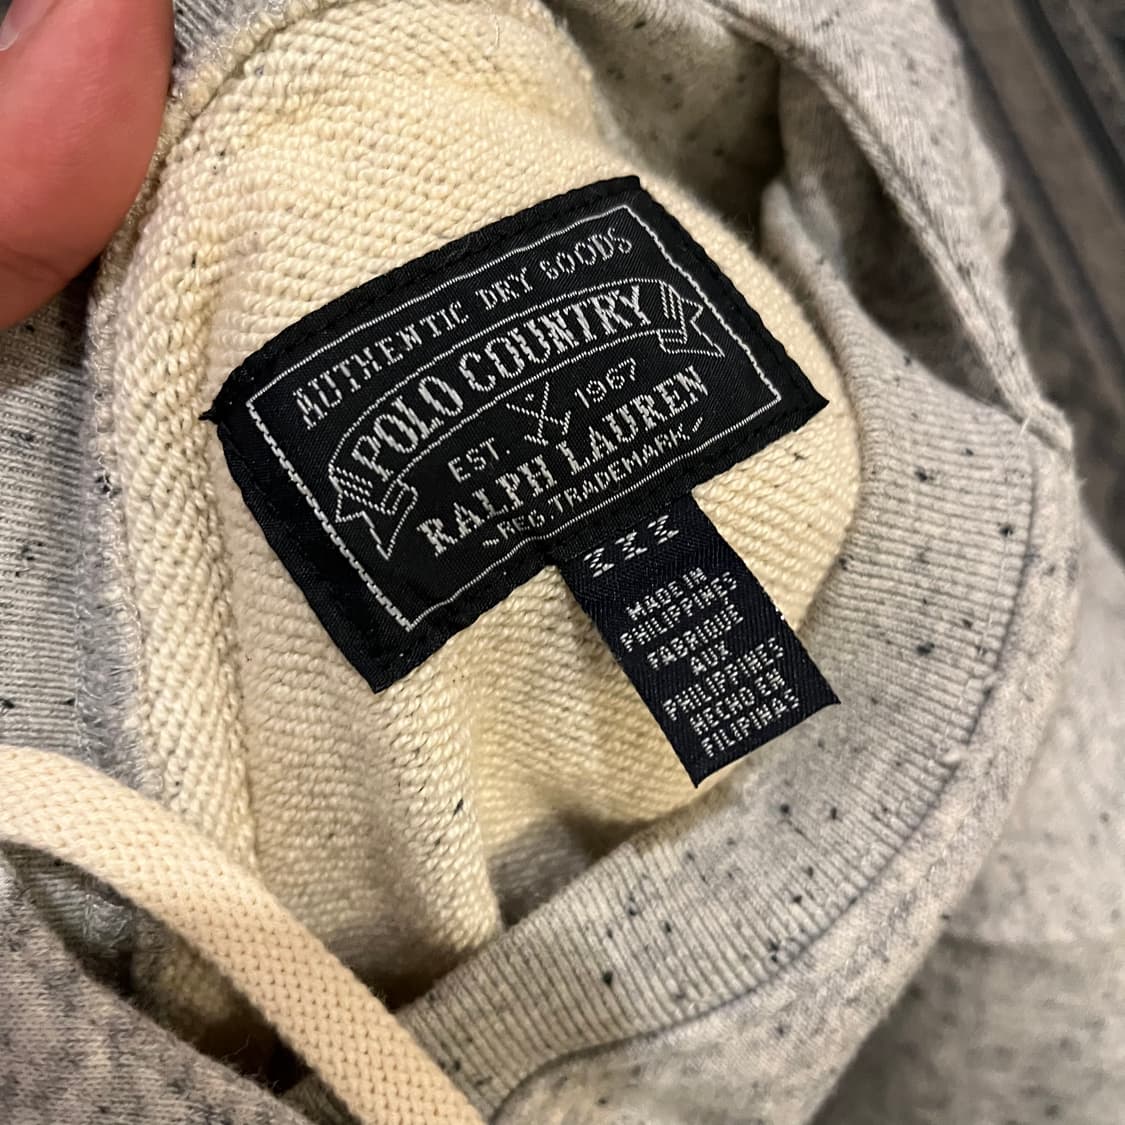 AUTHENTIC DRY GOODS
POLO COUNTRY
EST. 1967
RALPH LAUREN
REG TRADEMARK
M M M
MADE IN
PHILIPPINES
FABRIQUE
AUX
PHILIPPINES
HECHO EN
FILIPINAS